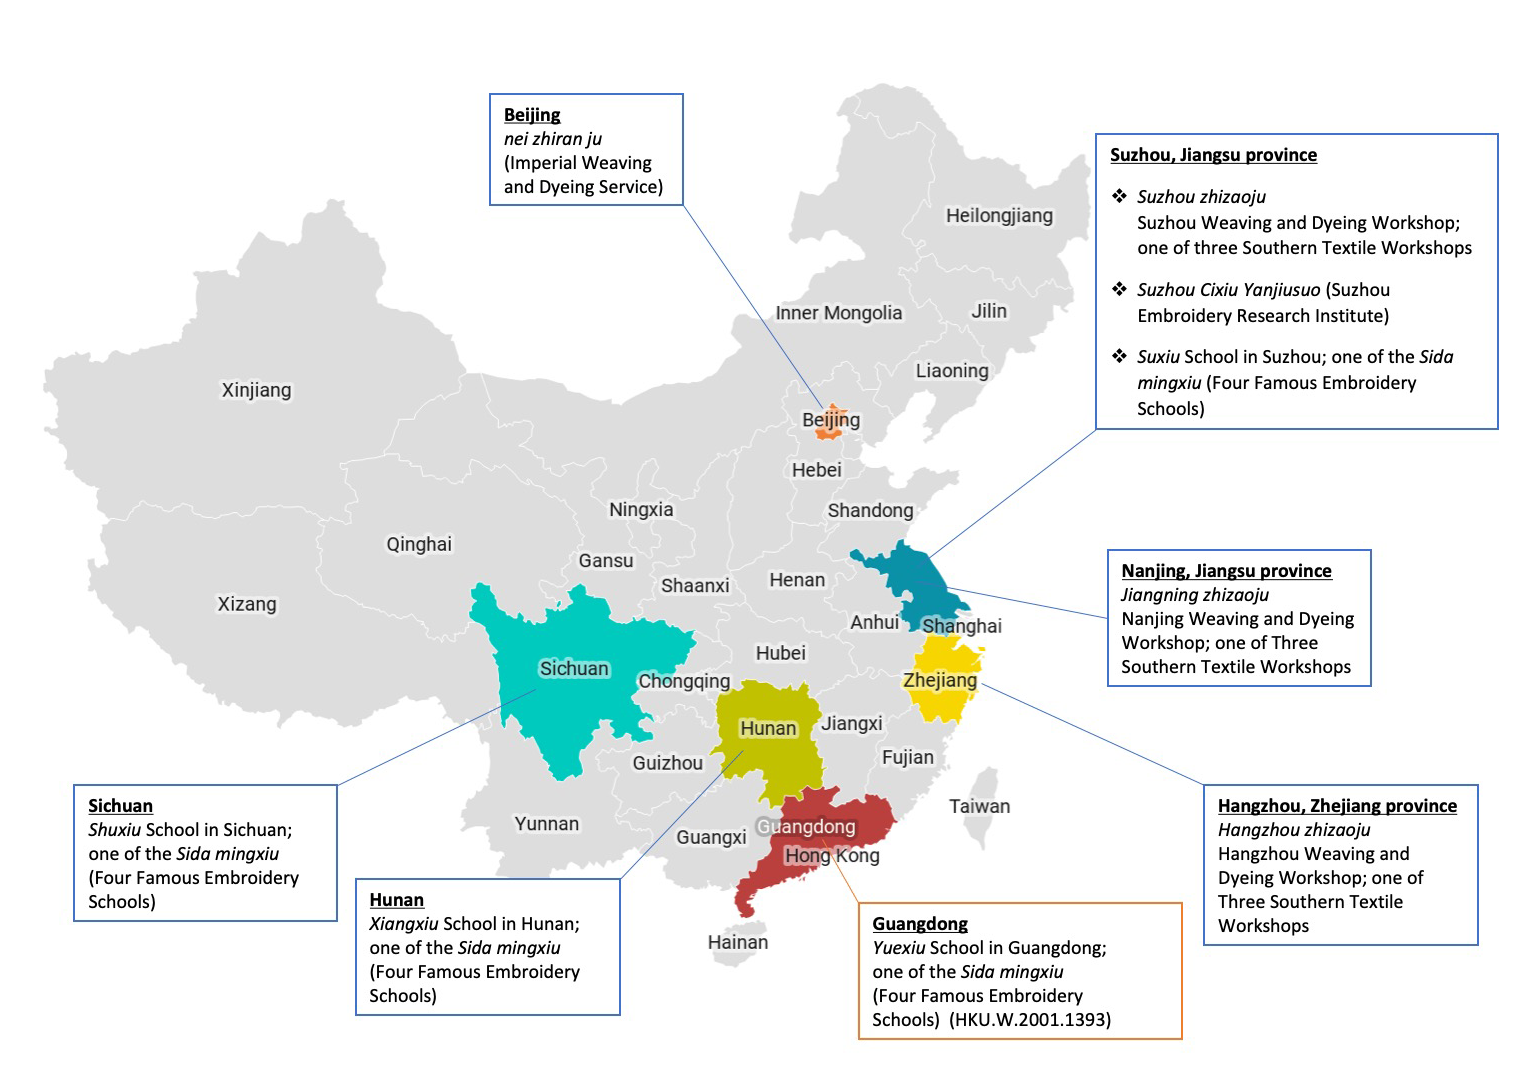 Beijing
nei zhiran ju
(Imperial Weaving
and Dyeing Service)
Suzhou, Jiangsu province
❖ Suzhou zhizaoju
Suzhou Weaving and Dyeing Workshop;
one of three Southern Textile Workshops
❖ Suzhou Cixiu Yanjiusuo (Suzhou
Embroidery Research Institute)
❖ Suxiu School in Suzhou; one of the Sida
mingxiu (Four Famous Embroidery
Schools)
Heilongjiang
Inner Mongolia
Jilin
Liaoning
Xinjiang
Beijing
Hebei
Ningxia
Shandong
Qinghai
Gansu
Shaanxi
Henan
Xizang
Anhui
Shanghai
Nanjing, Jiangsu province
Jiangning zhizaoju
Nanjing Weaving and Dyeing
Workshop; one of Three
Southern Textile Workshops
Hubei
Sichuan
Chongqing
Zhejiang
Hunan
Jiangxi
Guizhou
Fujian
Taiwan
Yunnan
Guangxi
Guangdong
Hong Kong
Hainan
Sichuan
Shuxiu School in Sichuan;
one of the Sida mingxiu
(Four Famous Embroidery
Schools)
Hunan
Xiangxiu School in Hunan;
one of the Sida mingxiu
(Four Famous Embroidery
Schools)
Guangdong
Yuexiu School in Guangdong;
one of the Sida mingxiu
(Four Famous Embroidery
Schools) (HKU.W.2001.1393)
Hangzhou, Zhejiang province
Hangzhou zhizaoju
Hangzhou Weaving and
Dyeing Workshop; one of
Three Southern Textile
Workshops